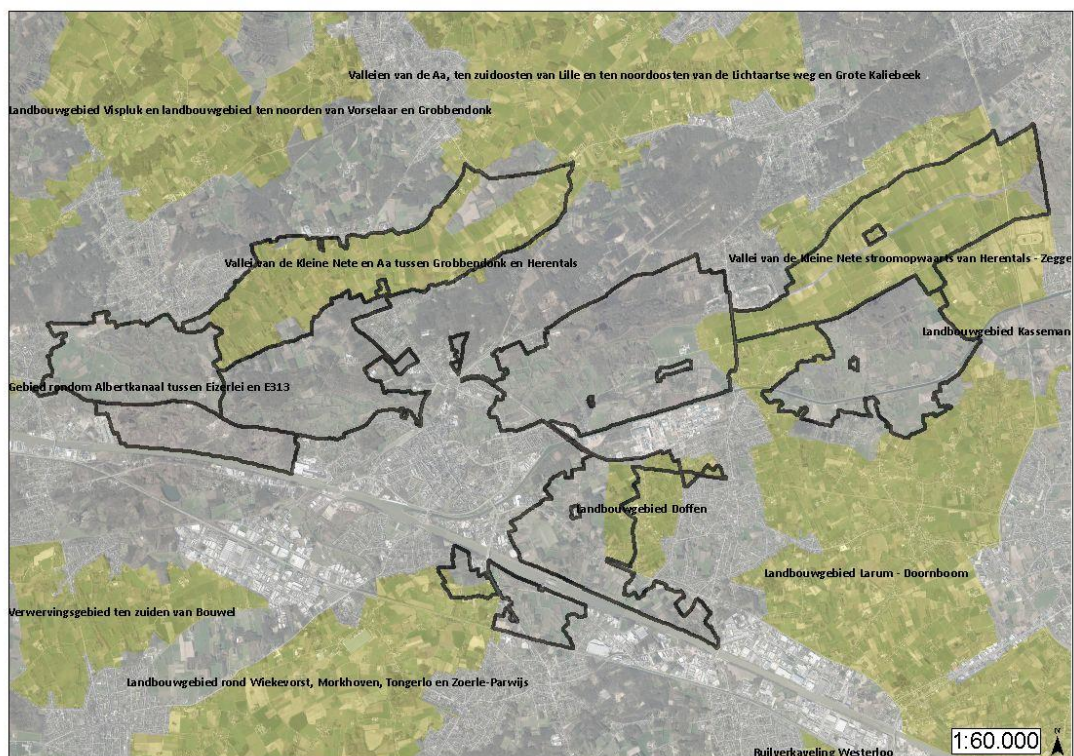 Valleien van de Aa, ten zuidoosten van Lille en ten noordoosten van de Lichtaartse weg en Grote Kaliebeek
Landbouwgebied Vispluk en landbouwgebied ten noorden van Vorselaar en Grobbendonk
Vallei van de Kleine Nete en Aa tussen Grobbendonk en Herentals
Vallei van de Kleine Nete stroomopwaarts van Herentals - Zegge
Landbouwgebied Kasseman
Gebied rondom Albertkanaal tussen Eizerlei en E313
Landbouwgebied Doffen
Landbouwgebied Larum - Doornboom
Verwervingsgebied ten zuiden van Bouwel
Landbouwgebied rond Wiekevorst, Morkhoven, Tongerlo en Zoerle-Parwijs
1:60.000
N
Ruilverkaveling Westerloo